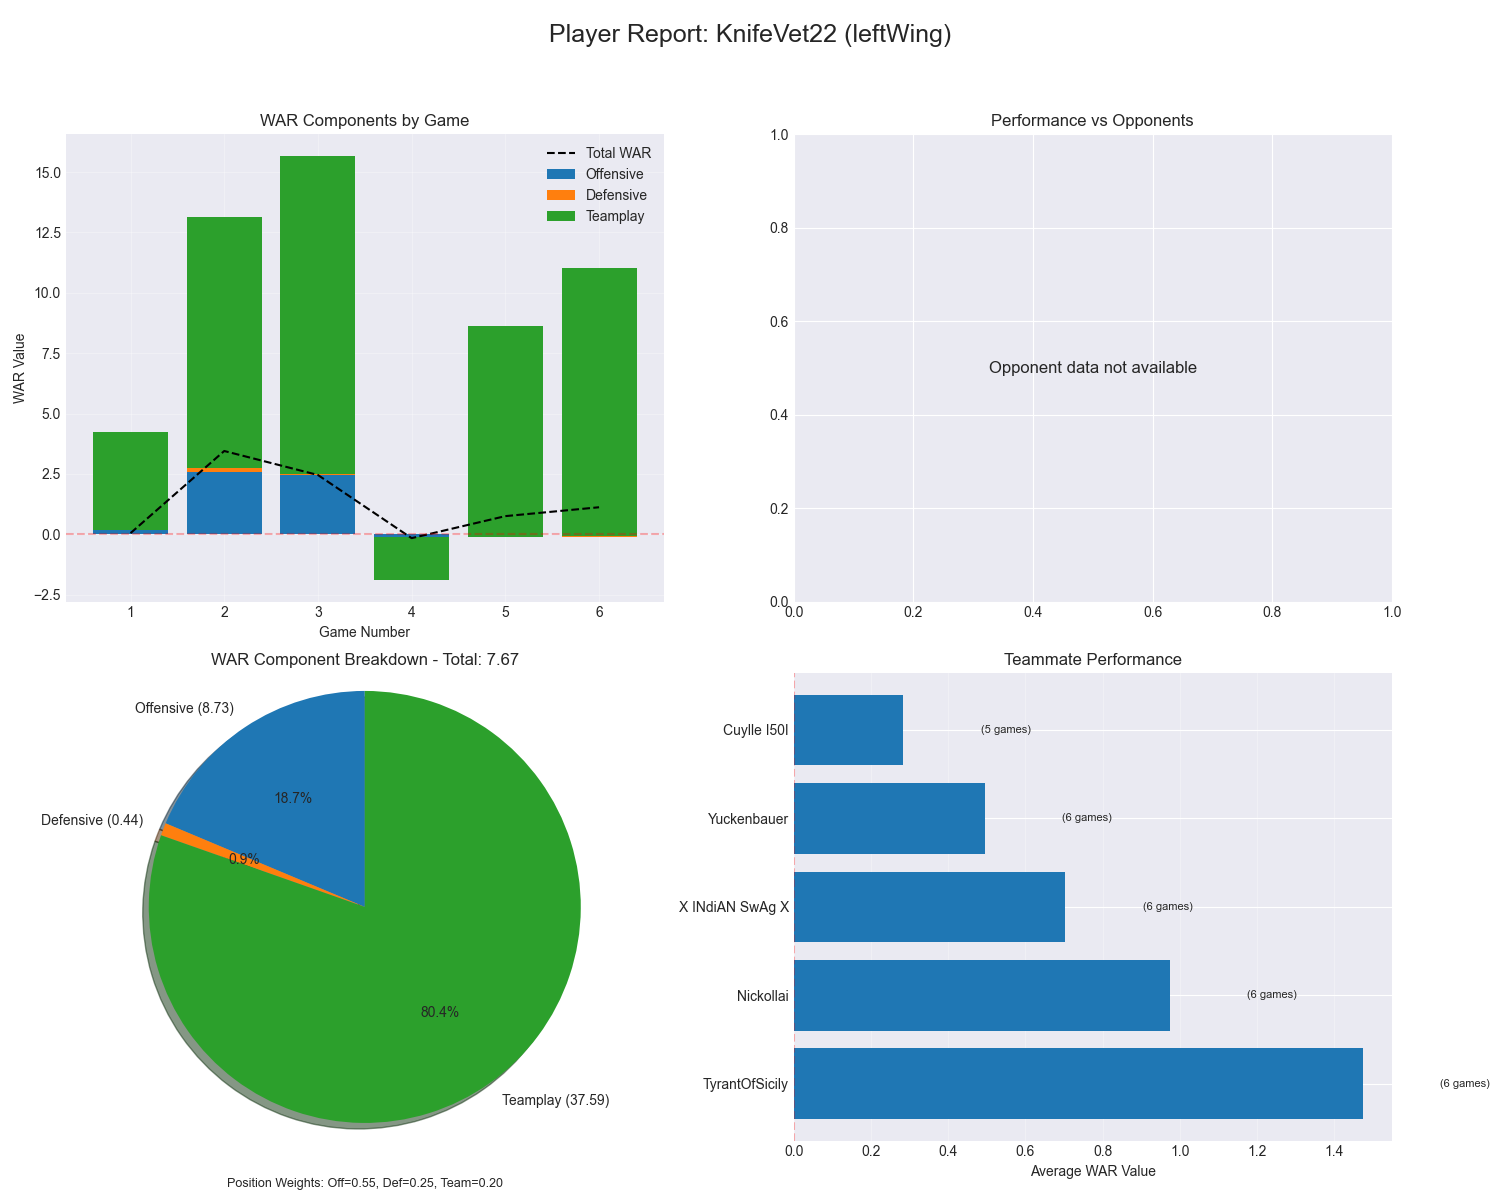 Player Report: KnifeVet22 (leftWing)
WAR Components by Game
Total WAR
Offensive
Defensive
Teamplay
WAR Value
15.0
12.5
10.0
7.5
5.0
2.5
0.0
−2.5
1 2 3 4 5 6
Game Number
Performance vs Opponents
1.0
0.8
0.6
0.4
0.2
0.0
Opponent data not available
0.0 0.2 0.4 0.6 0.8 1.0
WAR Component Breakdown - Total: 7.67
Offensive (8.73)
18.7%
Defensive (0.44)
0.9%
80.4%
Teamplay (37.59)
Position Weights: Off=0.55, Def=0.25, Team=0.20
Teammate Performance
Cuylle I50I (5 games)
Yuckenbauer (6 games)
X INdiAN SwAg X (6 games)
Nickollai (6 games)
TyrantOfSicily (6 games)
0.0 0.2 0.4 0.6 0.8 1.0 1.2 1.4
Average WAR Value